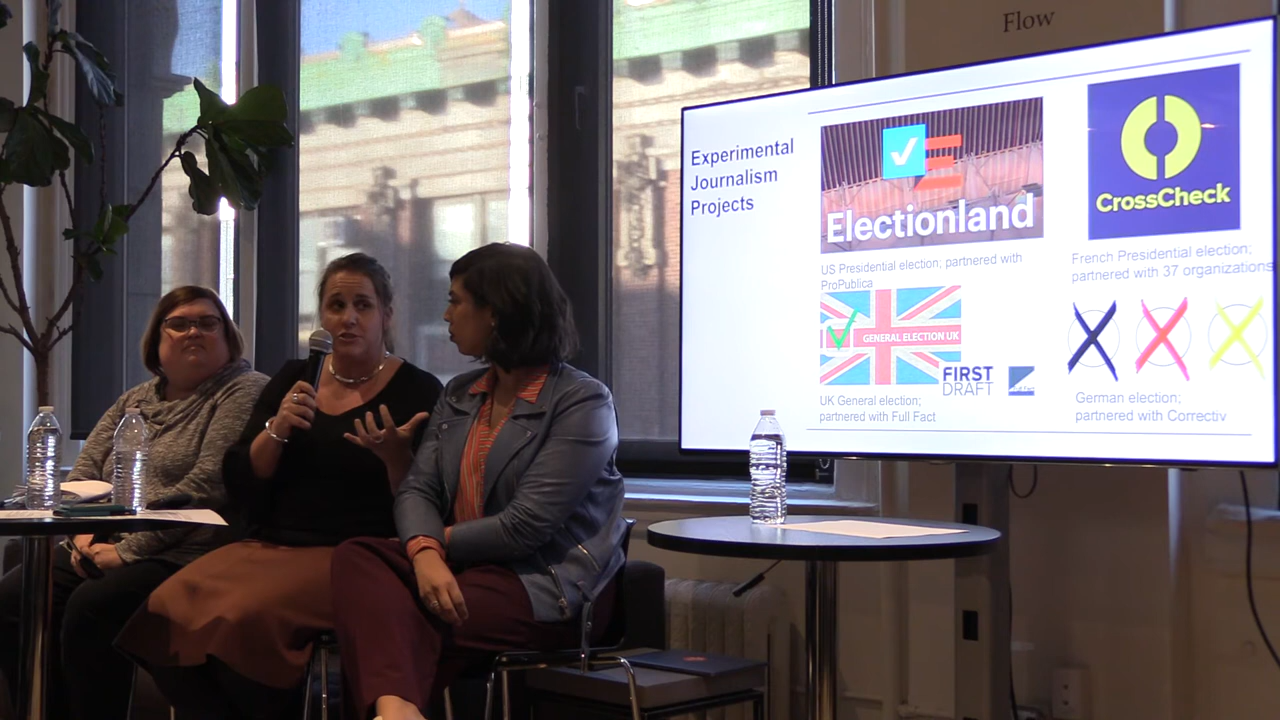 Flow
Experimental
Journalism
Projects
Electionland
US Presidential election; partnered with
ProPublica
CrossCheck
French Presidential election;
partnered with 37 organizations
GENERAL ELECTION UK
FIRST
DRAFT
UK General election;
partnered with Full Fact
German election;
partnered with Correctiv